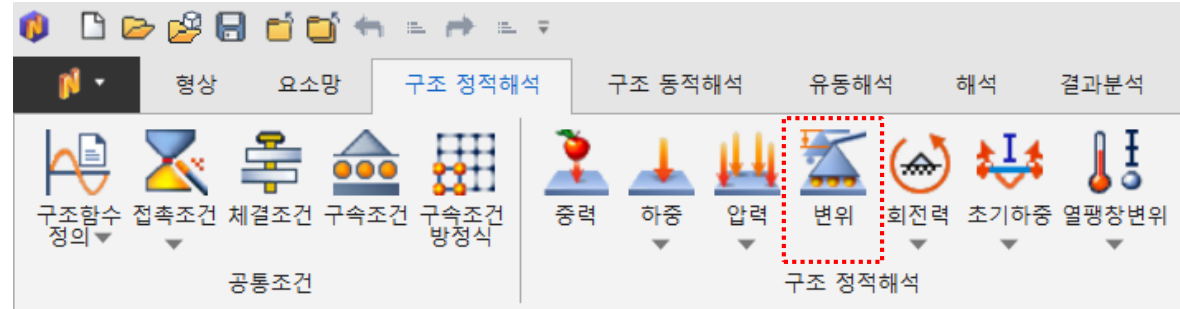 형상 요소망 구조 정적해석 구조 동적해석 유동해석 해석 결과분석
구조함수 접촉조건 체결조건 구속조건 구속조건 중력 하중 압력 변위 회전력 초기하중 열팽창변위
정의 방정식
공통조건 구조 정적해석